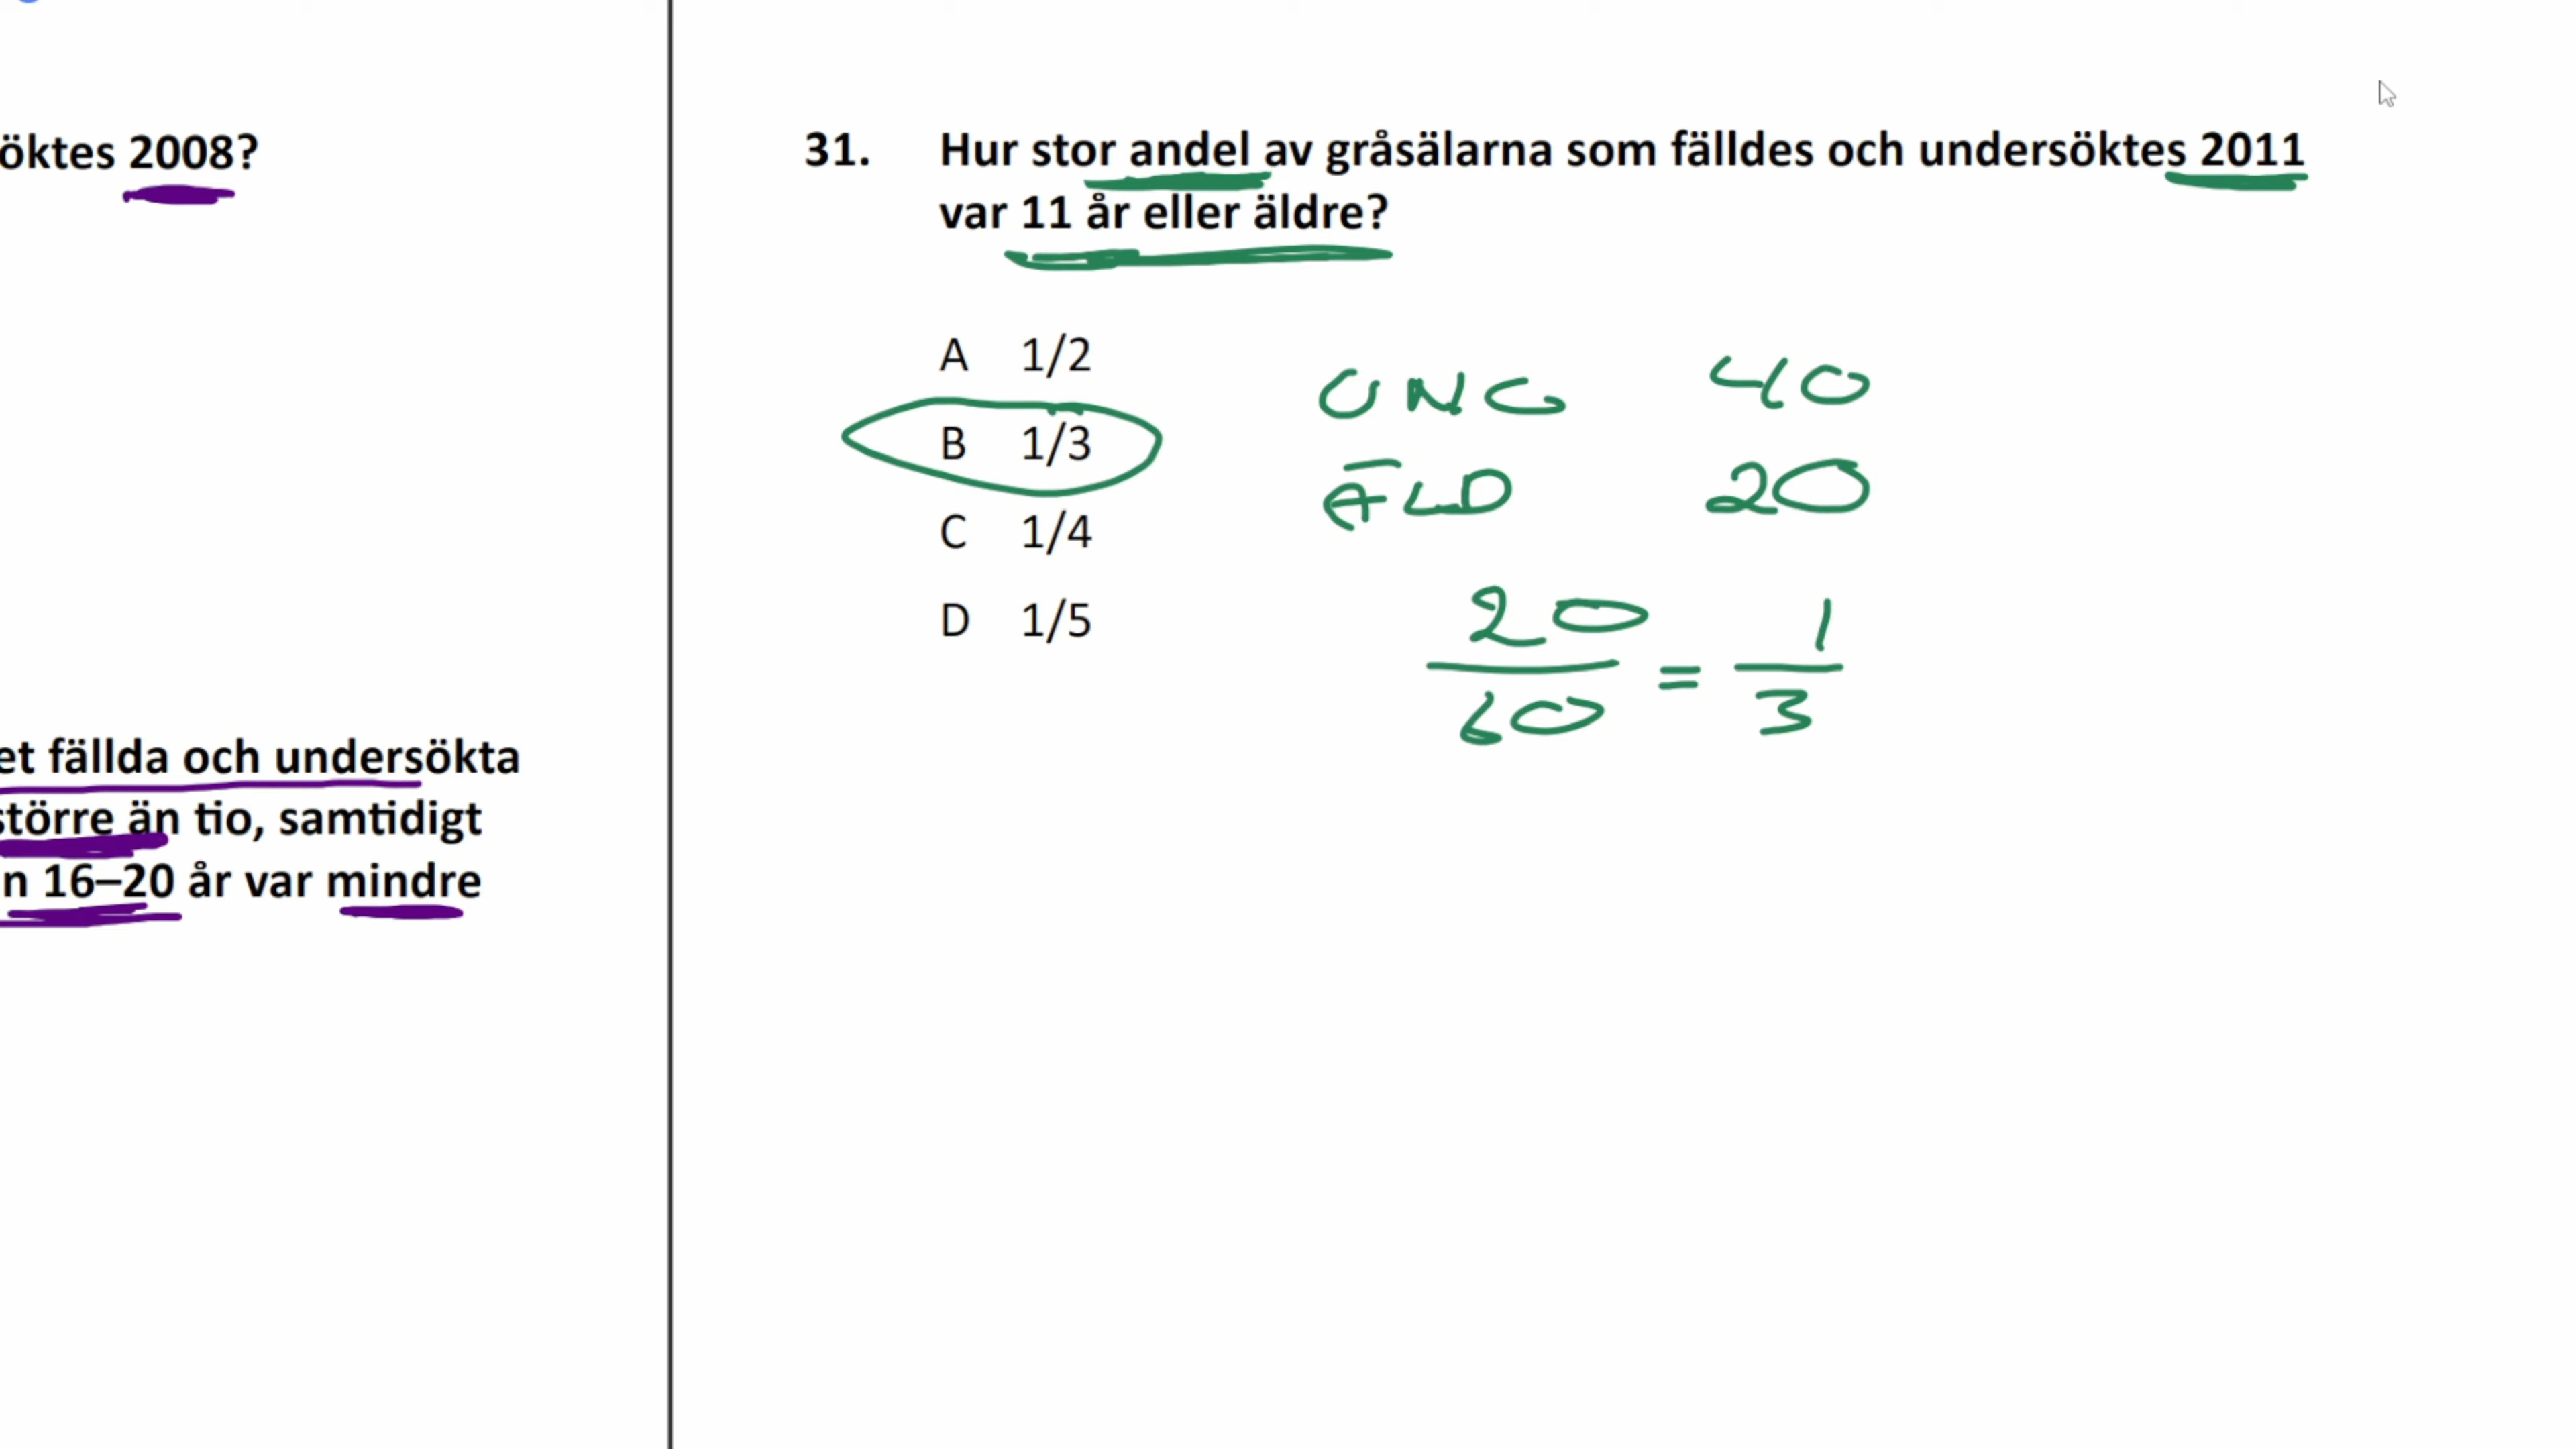 öktes 2008?
et fällda och undersökta
större än tio, samtidigt
n 16–20 år var mindre
31. Hur stor andel av gråsälarna som fälldes och undersöktes 2011
var 11 år eller äldre?
A 1/2
B 1/3
C 1/4
D 1/5
UNG 40
ÄLD 20
20/60 = 1/3